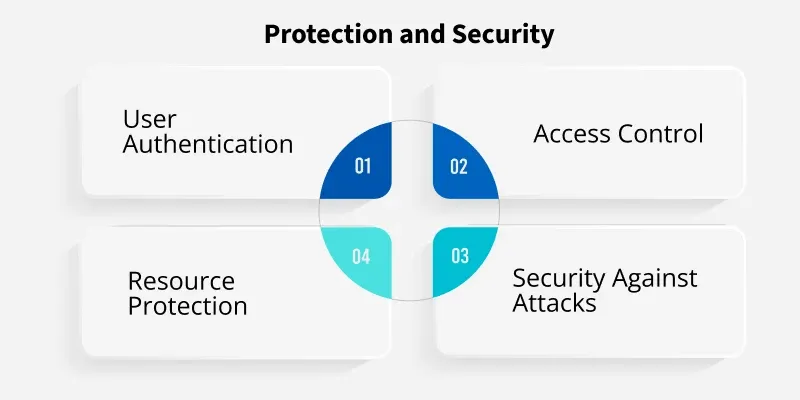 Protection and Security
User
Authentication
01
02
Access Control
Resource
Protection
04
03
Security Against
Attacks